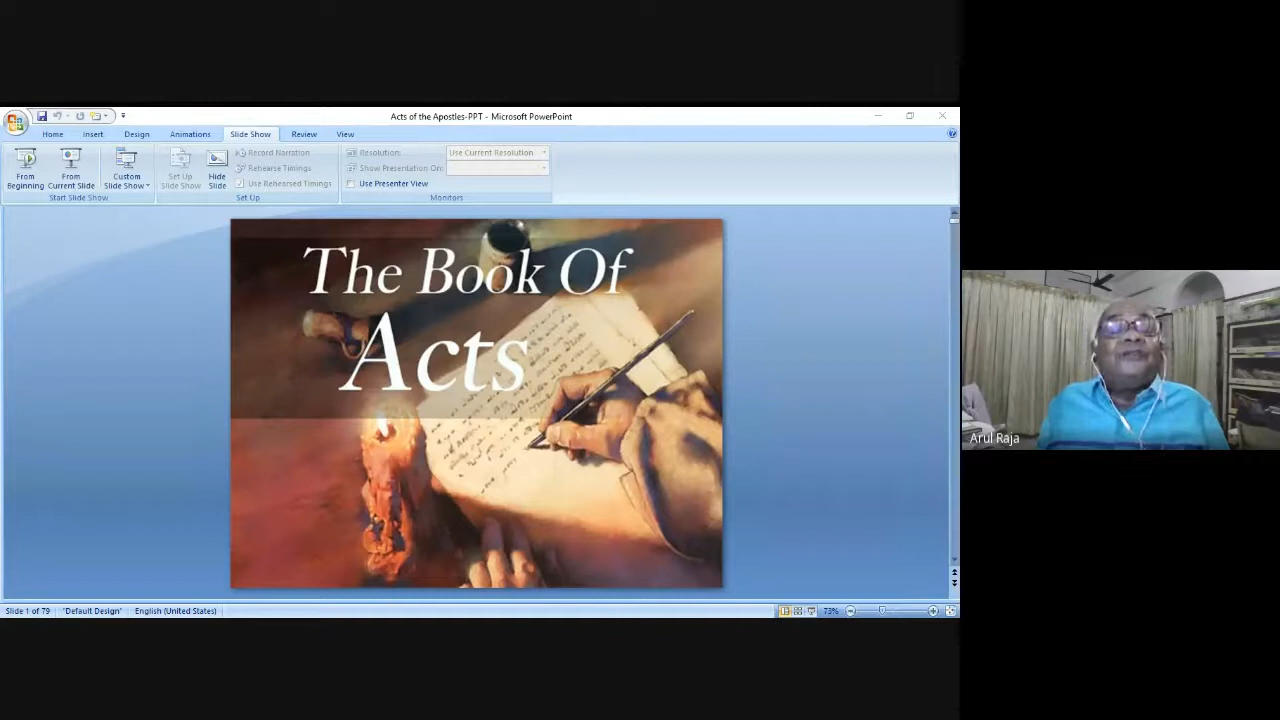 Acts of the Apostles-PPT - Microsoft PowerPoint
Home Insert Design Animations Slide Show Review View
From Beginning
From Current Slide
Custom Slide Show
Start Slide Show
Set Up Slide Show
Hide Slide
Record Narration
Rehearse Timings
Use Rehearsed Timings
Set Up
Resolution: Use Current Resolution
Show Presentation On:
Use Presenter View
Monitors
The Book Of
Acts
Arul Raja
Slide 1 of 79 "Default Design" English (United States) 73%